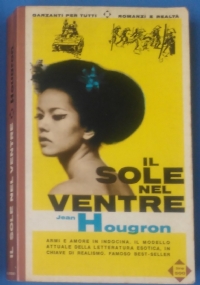 GARZANTI PER TUTTI ROMANZI E REALTÀ
IL
SOLE
NEL
VENTRE
Jean Hougron
ARMI E AMORE IN INDOCINA. IL MODELLO
ATTUALE DELLA LETTERATURA ESOTICA, IN
CHIAVE DI REALISMO. FAMOSO BEST-SELLER.
IL SOLE NEL VENTRE Hougron